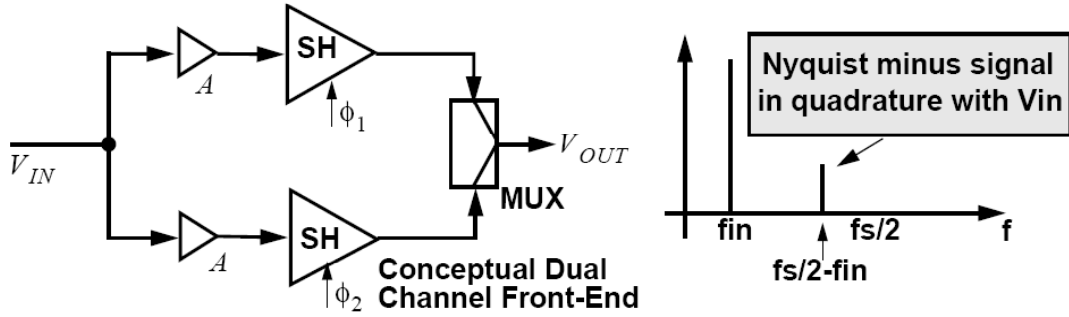 SH
A
ϕ1
VIN
VOUT
MUX
SH
A
ϕ2
Conceptual Dual
Channel Front-End
Nyquist minus signal
in quadrature with Vin
fin
fs/2
f
fs/2-fin